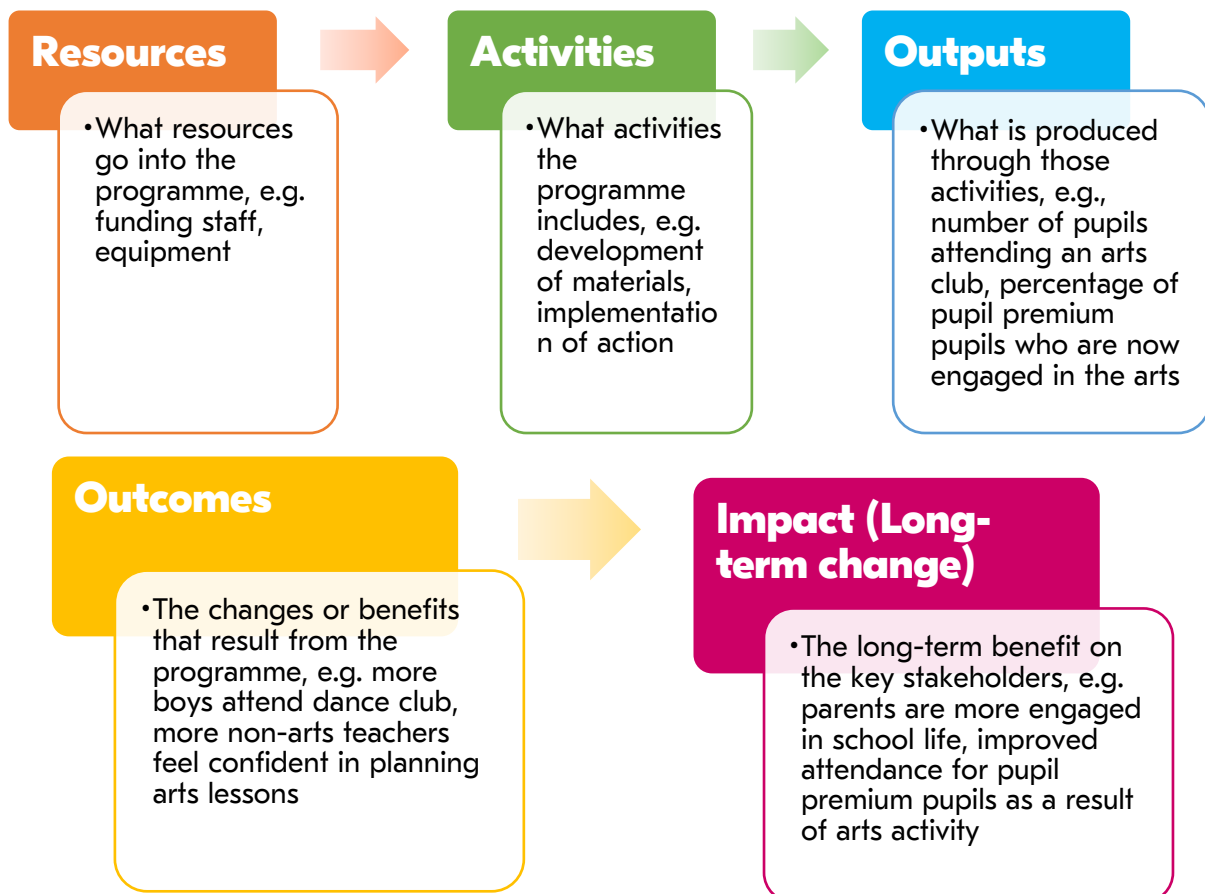 Resources
•What resources
go into the
programme, e.g.
funding staff,
equipment
Activities
•What activities
the
programme
includes, e.g.
development
of materials,
implementatio
n of action
Outputs
•What is produced
through those
activities, e.g.,
number of pupils
attending an arts
club, percentage of
pupil premium
pupils who are now
engaged in the arts
Outcomes
•The changes or benefits
that result from the
programme, e.g. more
boys attend dance club,
more non-arts teachers
feel confident in planning
arts lessons
Impact (Long-
term change)
•The long-term benefit on
the key stakeholders, e.g.
parents are more engaged
in school life, improved
attendance for pupil
premium pupils as a result
of arts activity